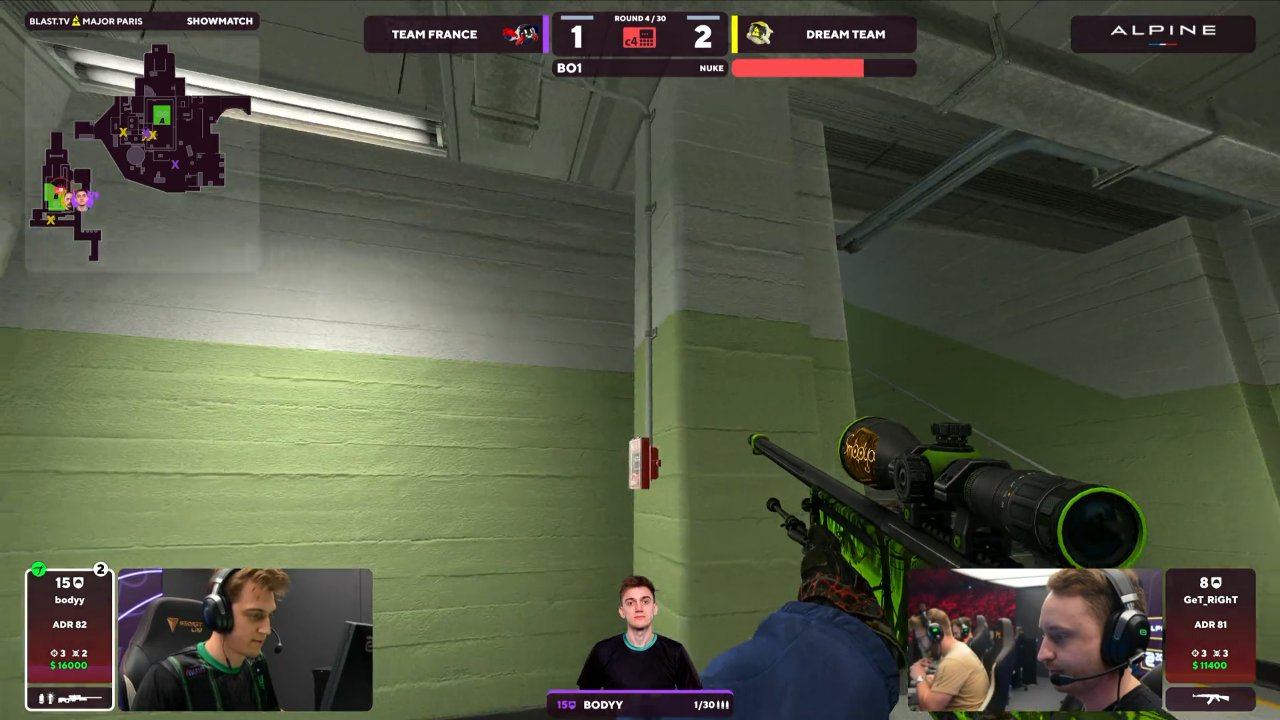 BLAST.TV MAJOR PARIS SHOWMATCH
TEAM FRANCE
1
ROUND 4 / 30
C4
2
DREAM TEAM
BO1 NUKE
ALPINE
15
2
bodyy
ADR 82
3 2
$16000
8
GeT_RiGhT
ADR 81
3 3
$11400
15 BODYY 1/30